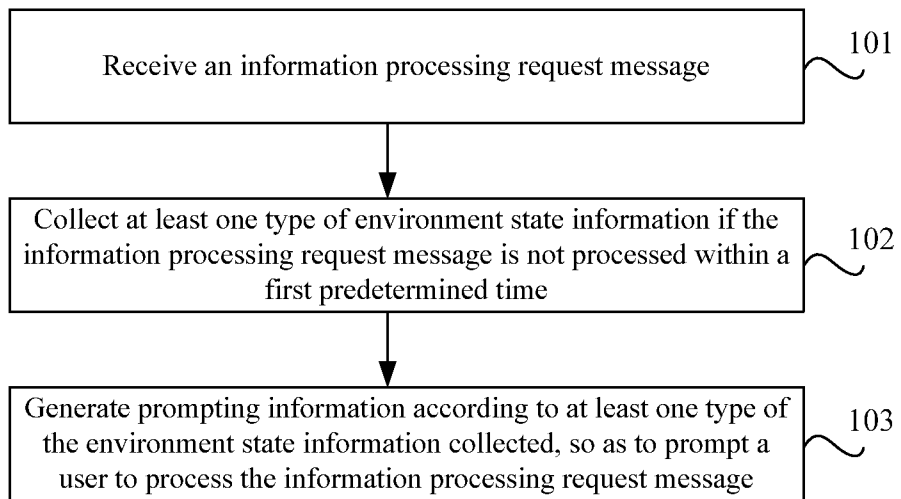 Receive an information processing request message
101
Collect at least one type of environment state information if the
information processing request message is not processed within a
first predetermined time
102
Generate prompting information according to at least one type of
the environment state information collected, so as to prompt a
user to process the information processing request message
103